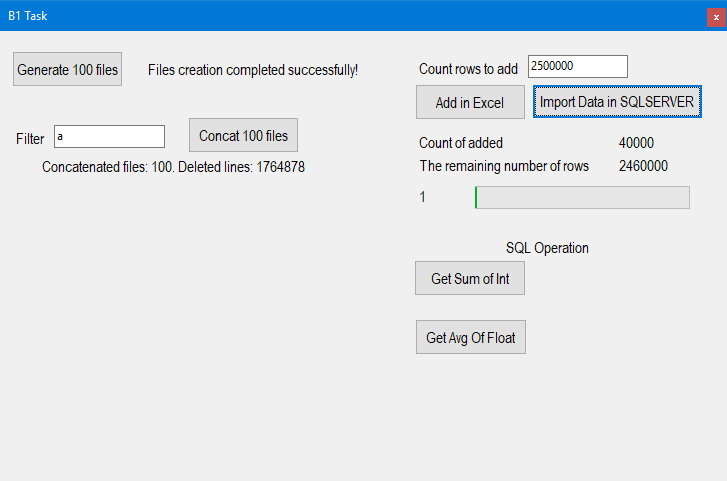 B1 Task
x
Generate 100 files
Files creation completed successfully!
Filter
a
Concat 100 files
Concatenated files: 100. Deleted lines: 1764878
Count rows to add
2500000
Add in Excel
Import Data in SQLSERVER
Count of added 40000
The remaining number of rows 2460000
1
SQL Operation
Get Sum of Int
Get Avg Of Float